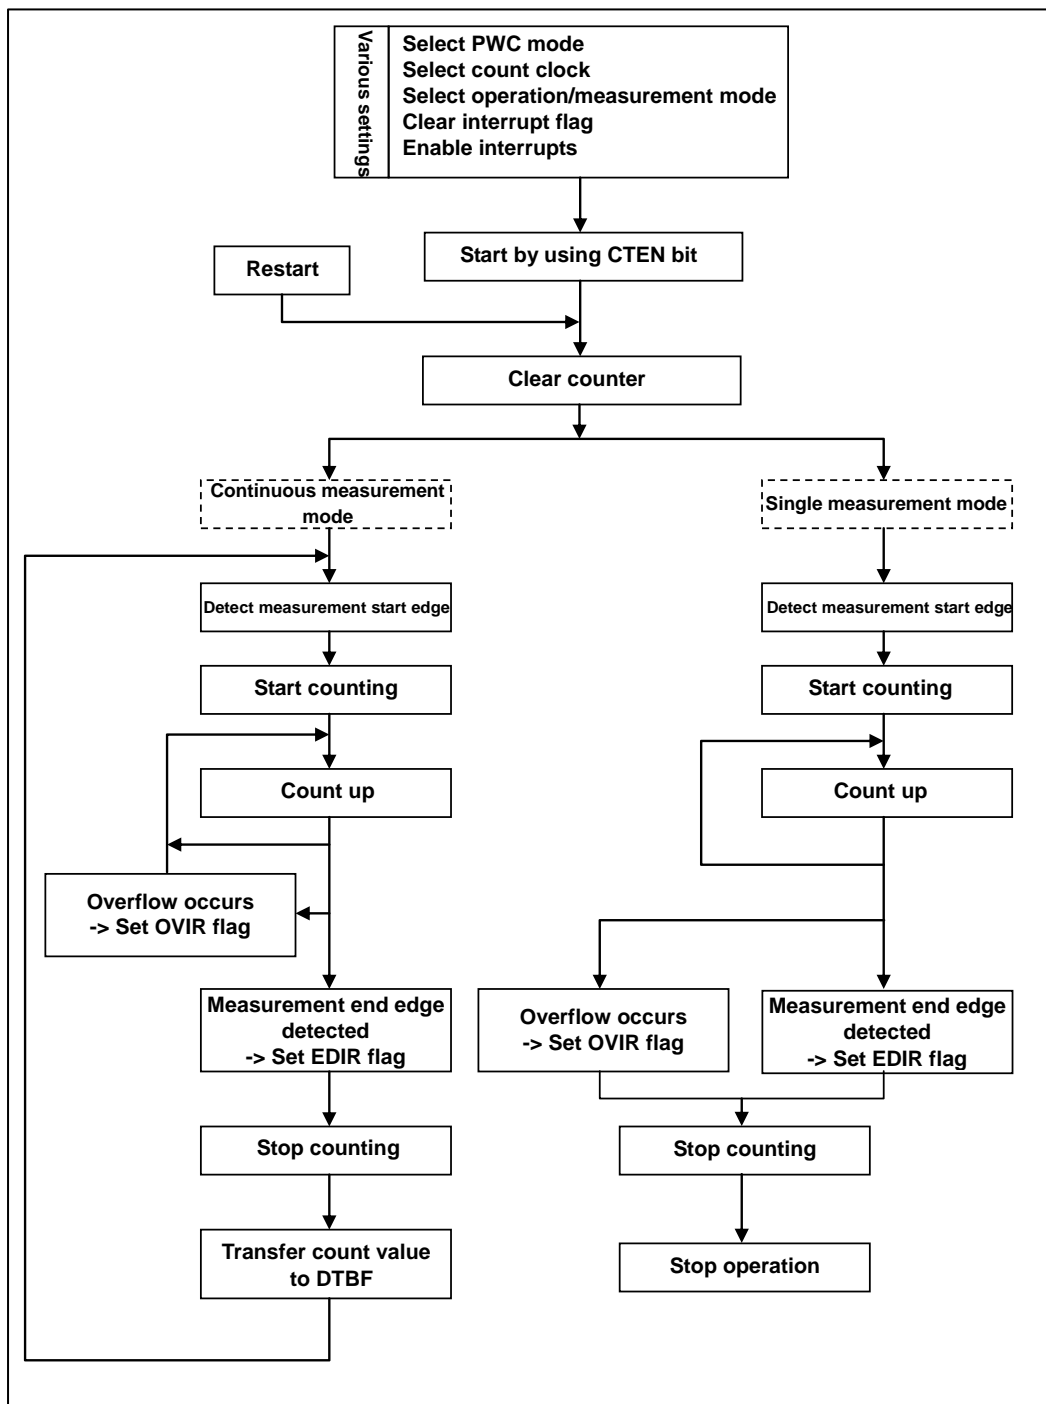 Various settings
Select PWC mode
Select count clock
Select operation/measurement mode
Clear interrupt flag
Enable interrupts
Start by using CTEN bit
Restart
Clear counter
Continuous measurement
mode
Single measurement mode
Detect measurement start edge
Detect measurement start edge
Start counting
Start counting
Count up
Count up
Overflow occurs
-> Set OVIR flag
Measurement end edge
detected
-> Set EDIR flag
Overflow occurs
-> Set OVIR flag
Measurement end edge
detected
-> Set EDIR flag
Stop counting
Stop counting
Transfer count value
to DTBF
Stop operation